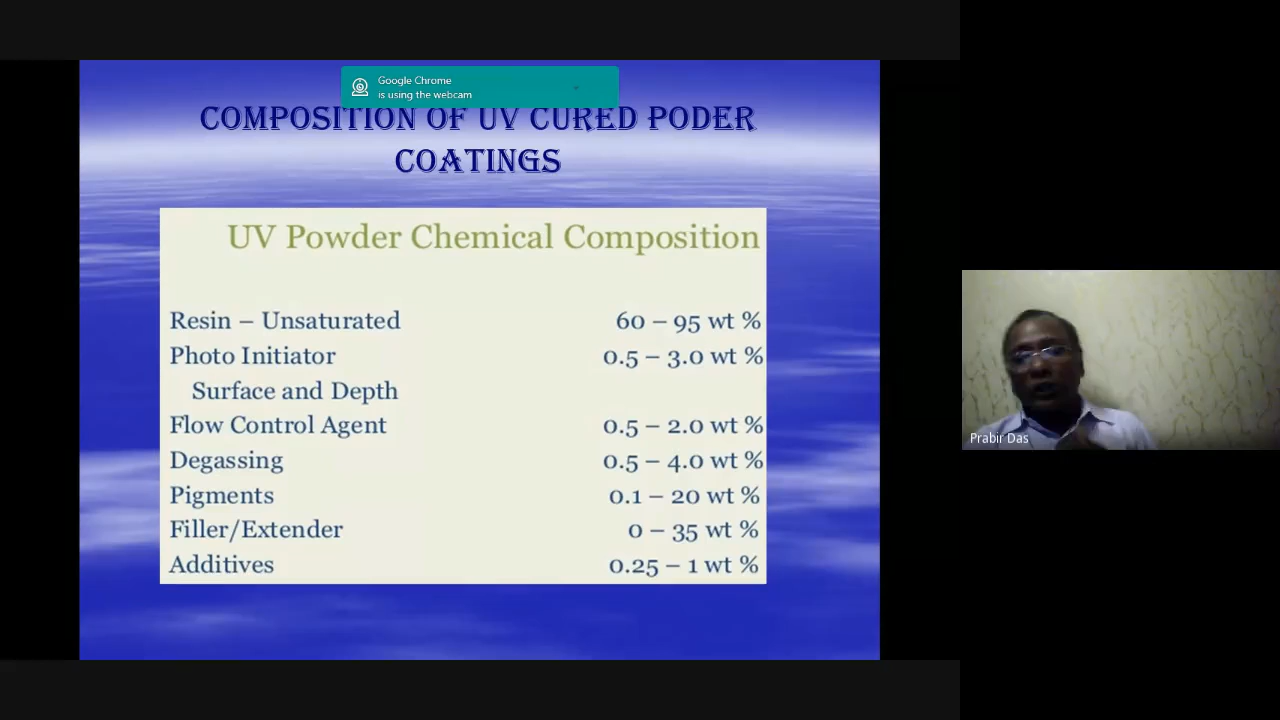 Google Chrome
is using the webcam
COMPOSITION OF UV CURED PODER
COATINGS
UV Powder Chemical Composition
Resin – Unsaturated 60 – 95 wt %
Photo Initiator 0.5 – 3.0 wt %
Surface and Depth
Flow Control Agent 0.5 – 2.0 wt %
Degassing 0.5 – 4.0 wt %
Pigments 0.1 – 20 wt %
Filler/Extender 0 – 35 wt %
Additives 0.25 – 1 wt %
Prabir Das